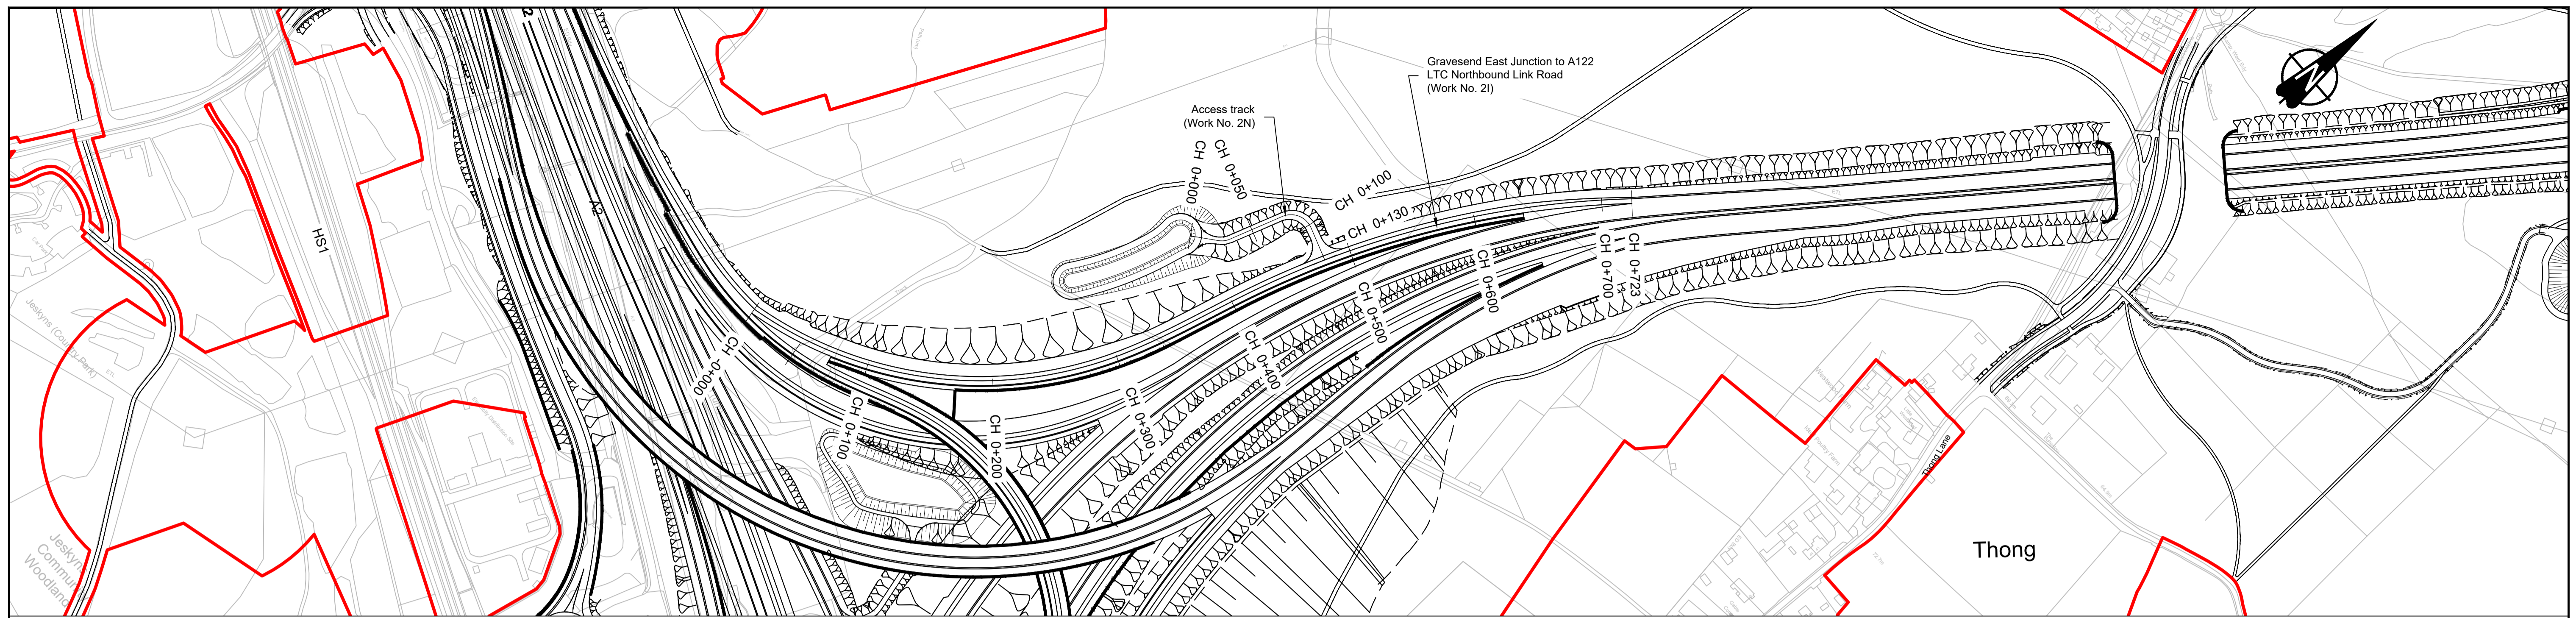 Gravesend East Junction to A122
LTC Northbound Link Road
(Work No. 2I)
Access track
(Work No. 2N)
CH 0+000
CH 0+050
CH 0+100
CH 0+130
A2
HS1
CH 0+000
CH 0+100
CH 0+200
CH 0+300
CH 0+400
CH 0+500
CH 0+600
CH 0+700
CH 0+723
Jeskyns (Country Park)
Thong Lane
Thong
Woodland
N